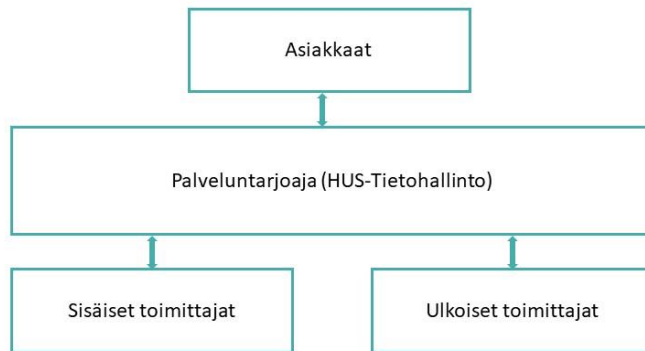 Asiakkaat
Palveluntarjoaja (HUS-Tietohallinto)
Sisäiset toimittajat
Ulkoiset toimittajat